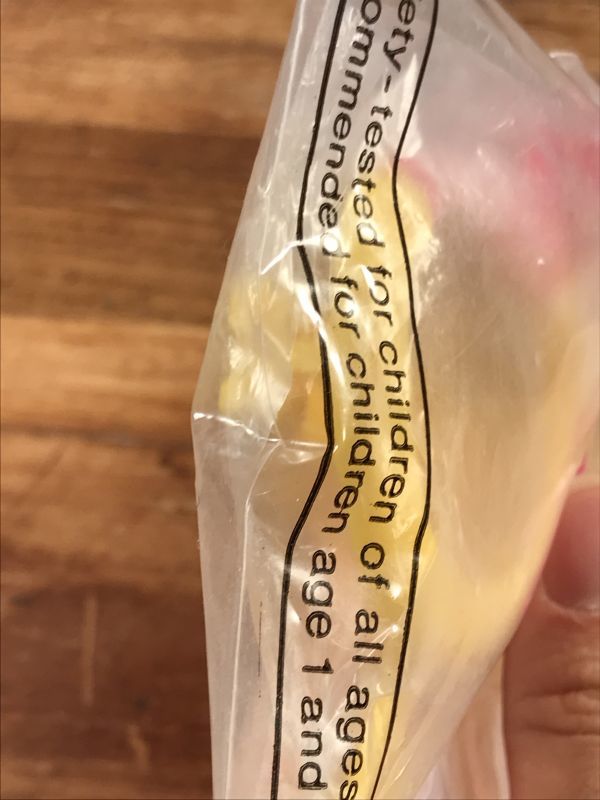 ety-tested for children of all ages
ommended for children age 1 and